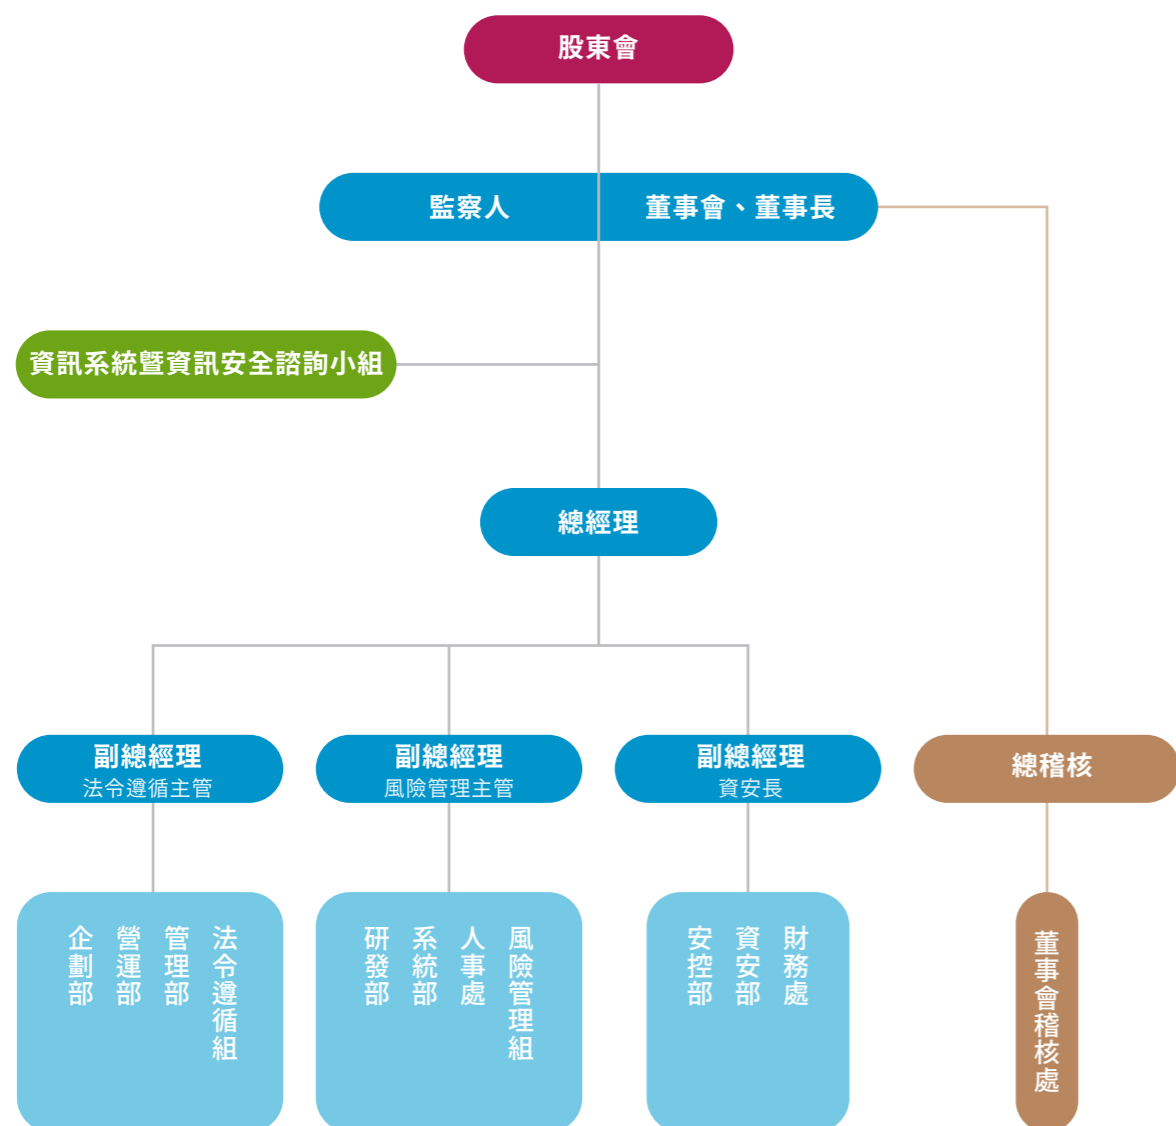 股東會
監察人
董事會、董事長
資訊系統暨資訊安全諮詢小組
總經理
副總經理
法令遵循主管
副總經理
風險管理主管
副總經理
資安長
總稽核
企劃部
營運部
管理部
法令遵循組
研發部
系統部
人事處
風險管理組
安控部
資安部
財務處
董事會稽核處